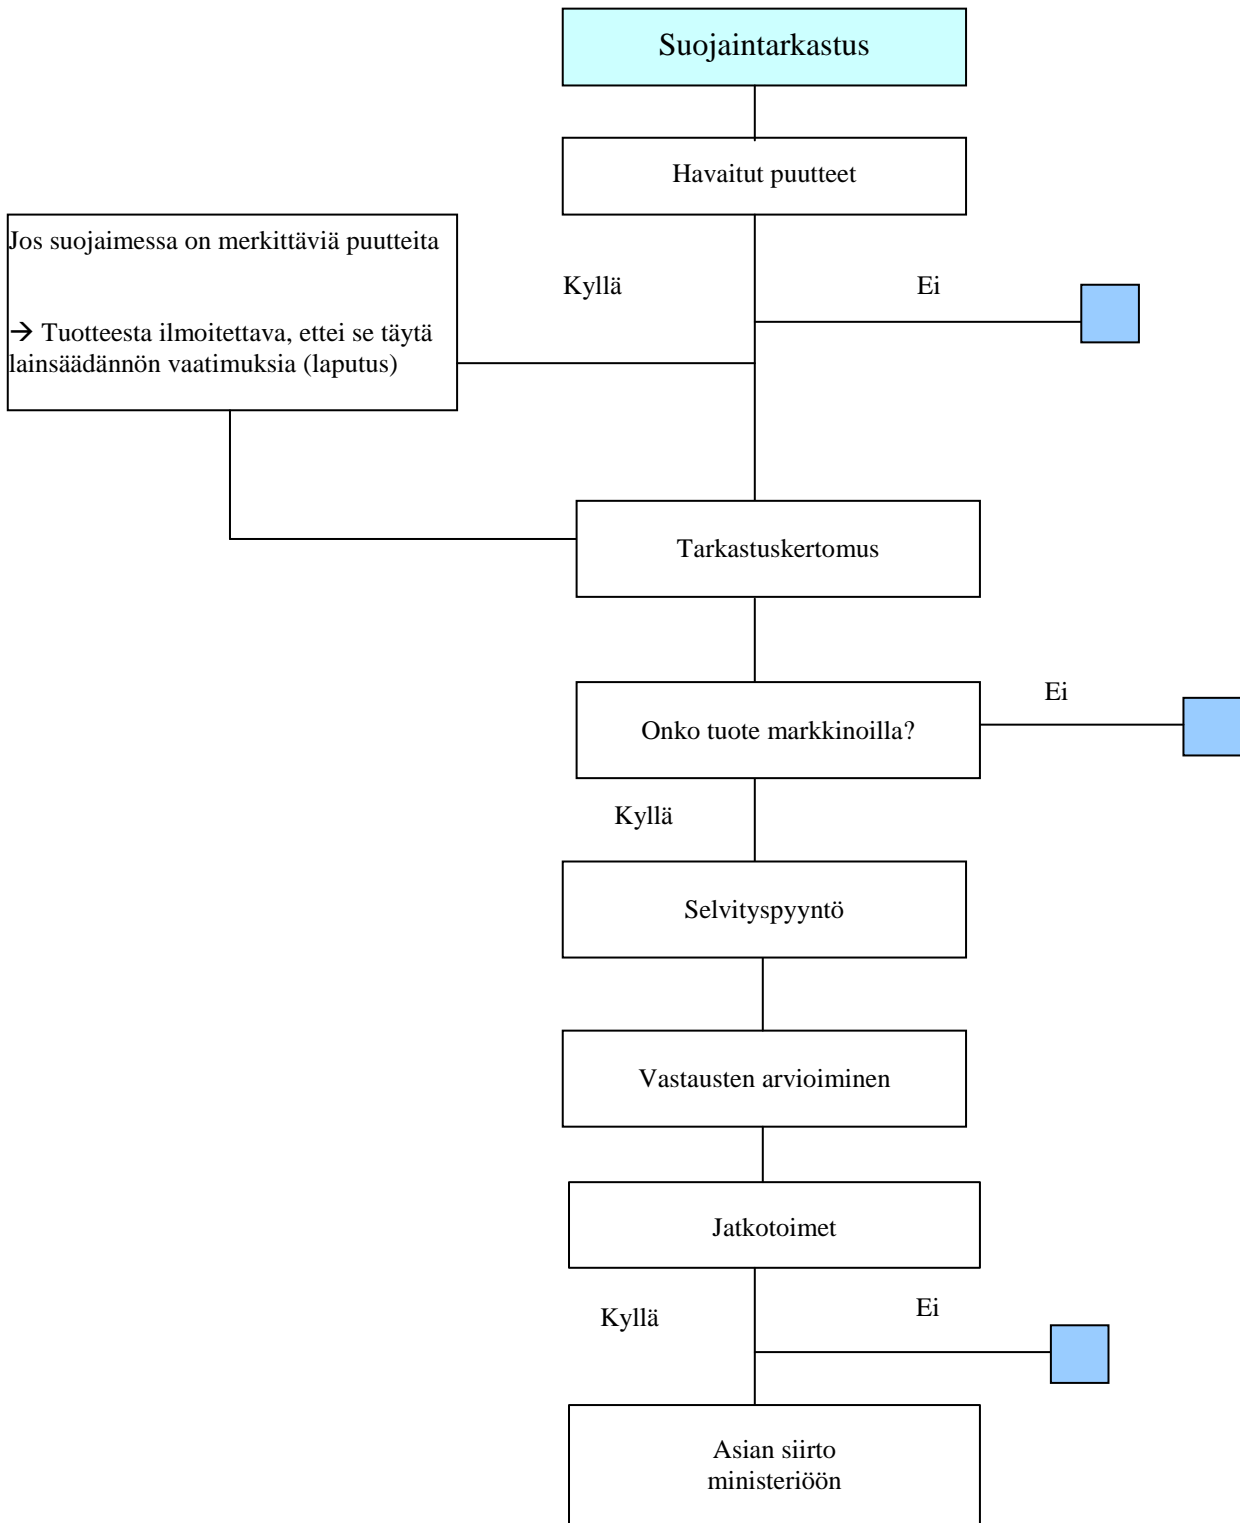 Suojaintarkastus
Havaitut puutteet
Jos suojaimessa on merkittäviä puutteita
→ Tuotteesta ilmoitettava, ettei se täytä
lainsäädännön vaatimuksia (laputus)
Kyllä
Ei
Tarkastuskertomus
Onko tuote markkinoilla?
Ei
Kyllä
Selvityspyyntö
Vastausten arvioiminen
Jatkotoimet
Kyllä
Ei
Asian siirto
ministeriöön